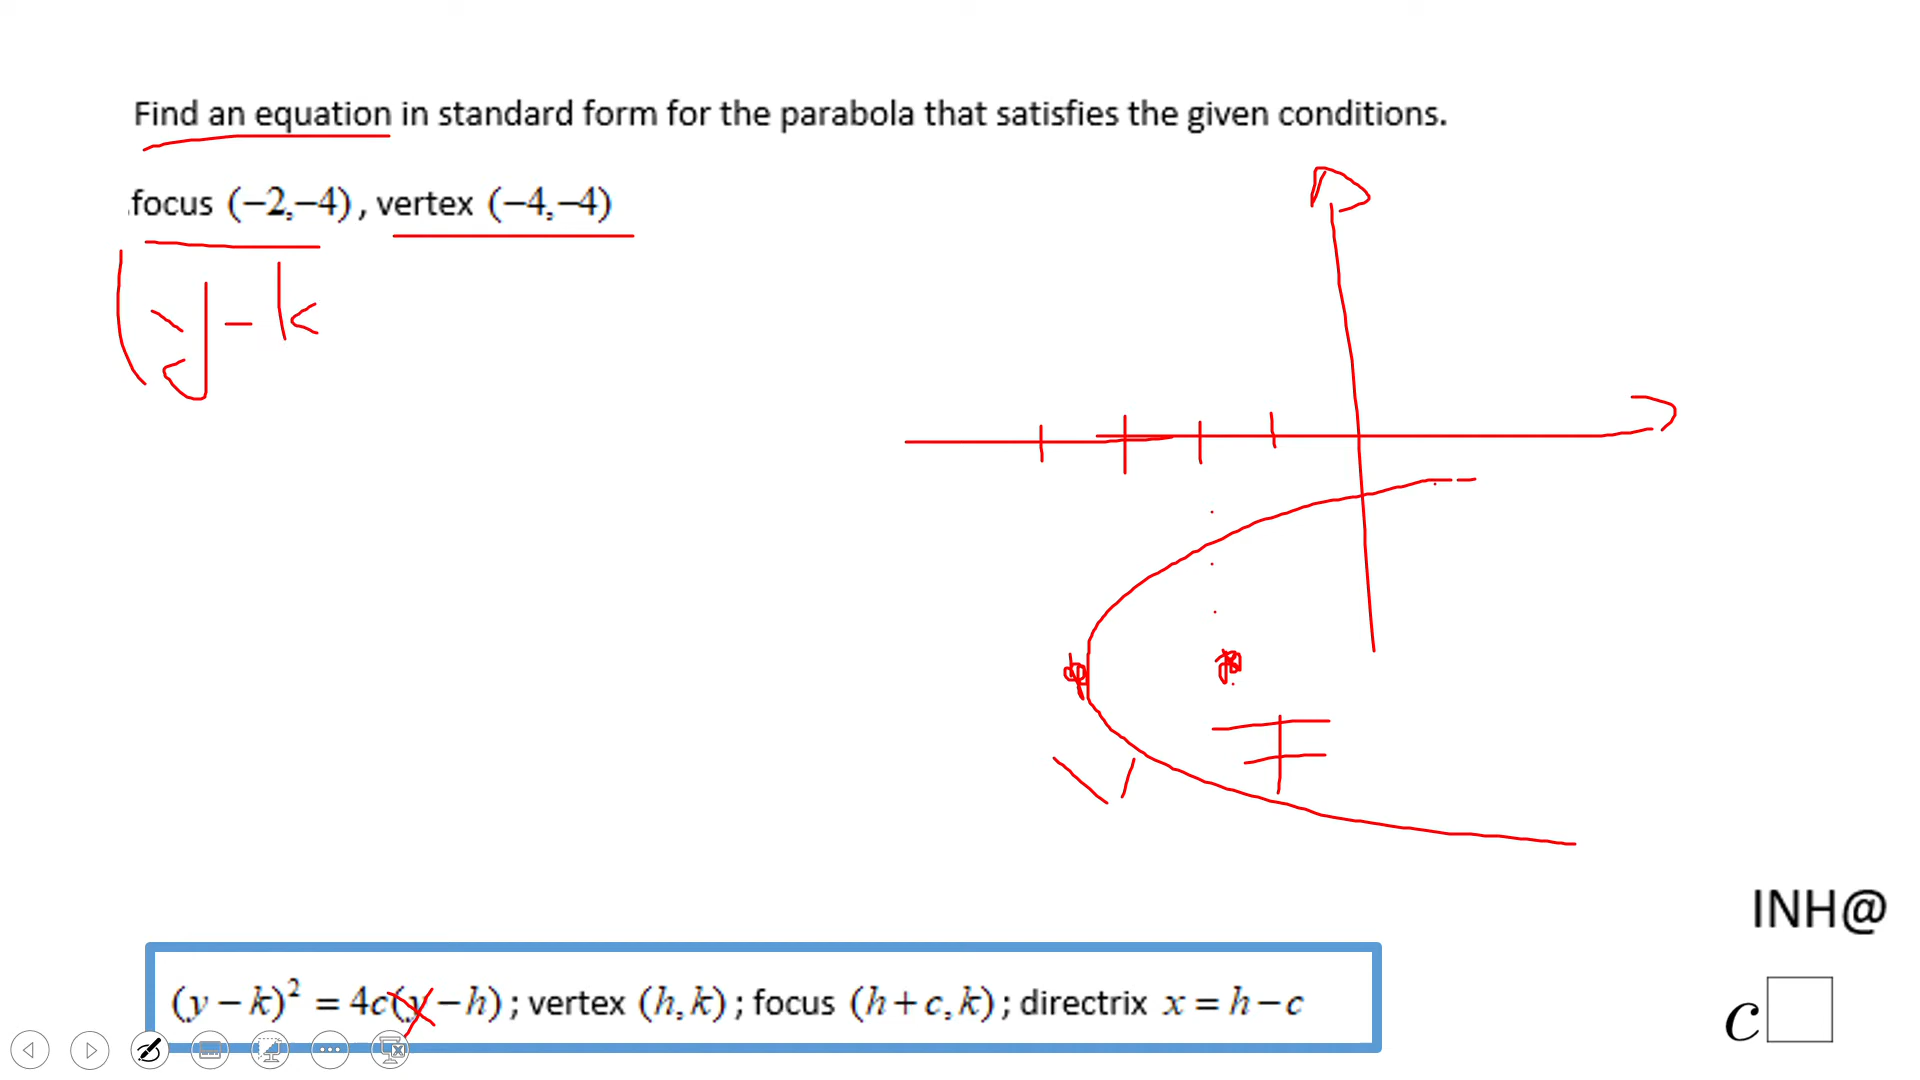 Find an equation in standard form for the parabola that satisfies the given conditions.
focus (−2,−4), vertex (−4,−4)
(y-k
V
F
INH@
(y−k)² = 4c(x−h); vertex (h,k); focus (h+c,k); directrix x = h−c
c